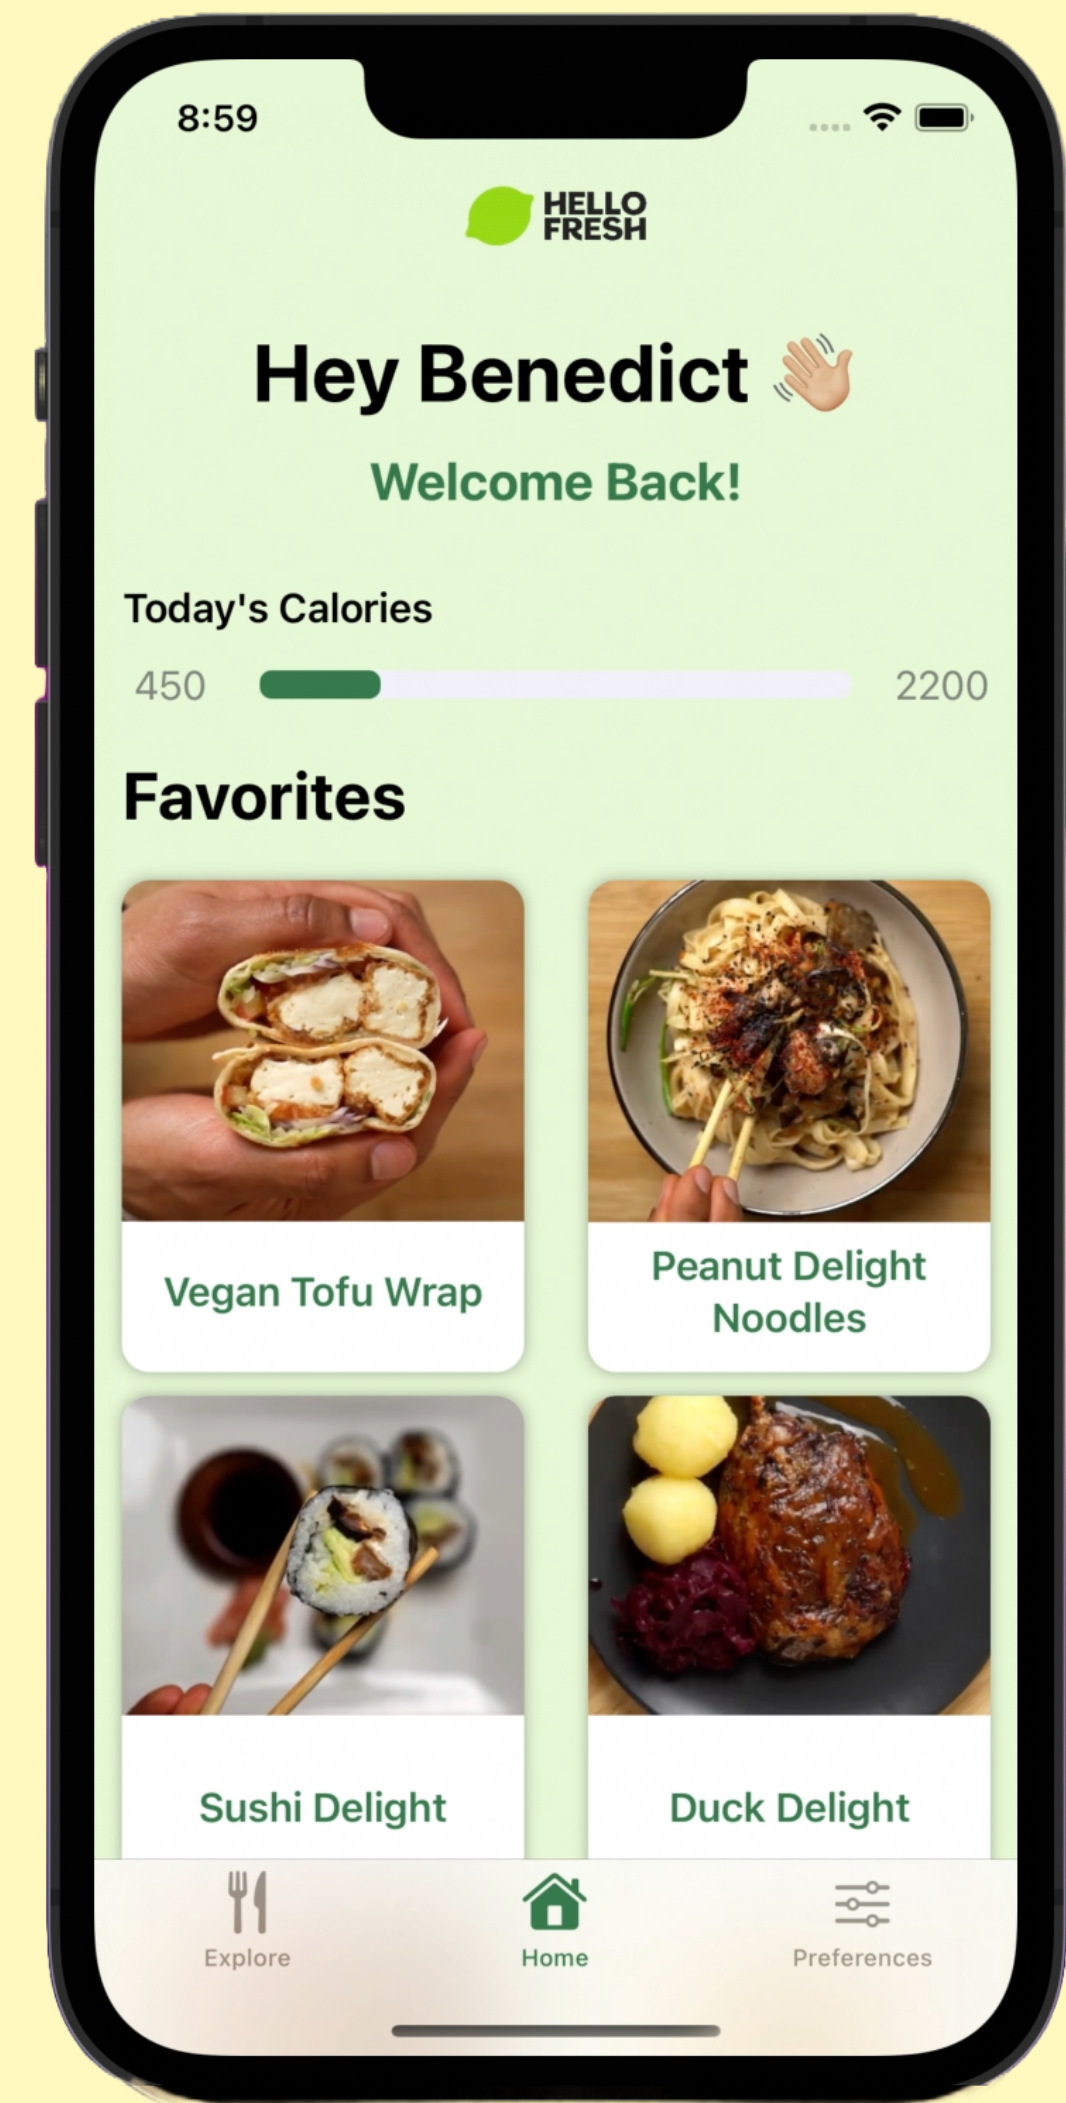 8:59
HELLO
FRESH
Hey Benedict 👋🏼
Welcome Back!
Today's Calories
450 2200
Favorites
Vegan Tofu Wrap
Peanut Delight
Noodles
Sushi Delight
Duck Delight
Explore
Home
Preferences